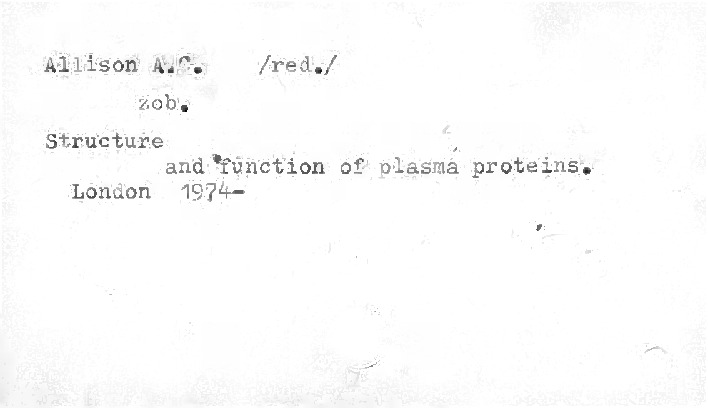 Allison A.C. /red./
zob.
Structure
and function of plasma proteins.
London 1974-